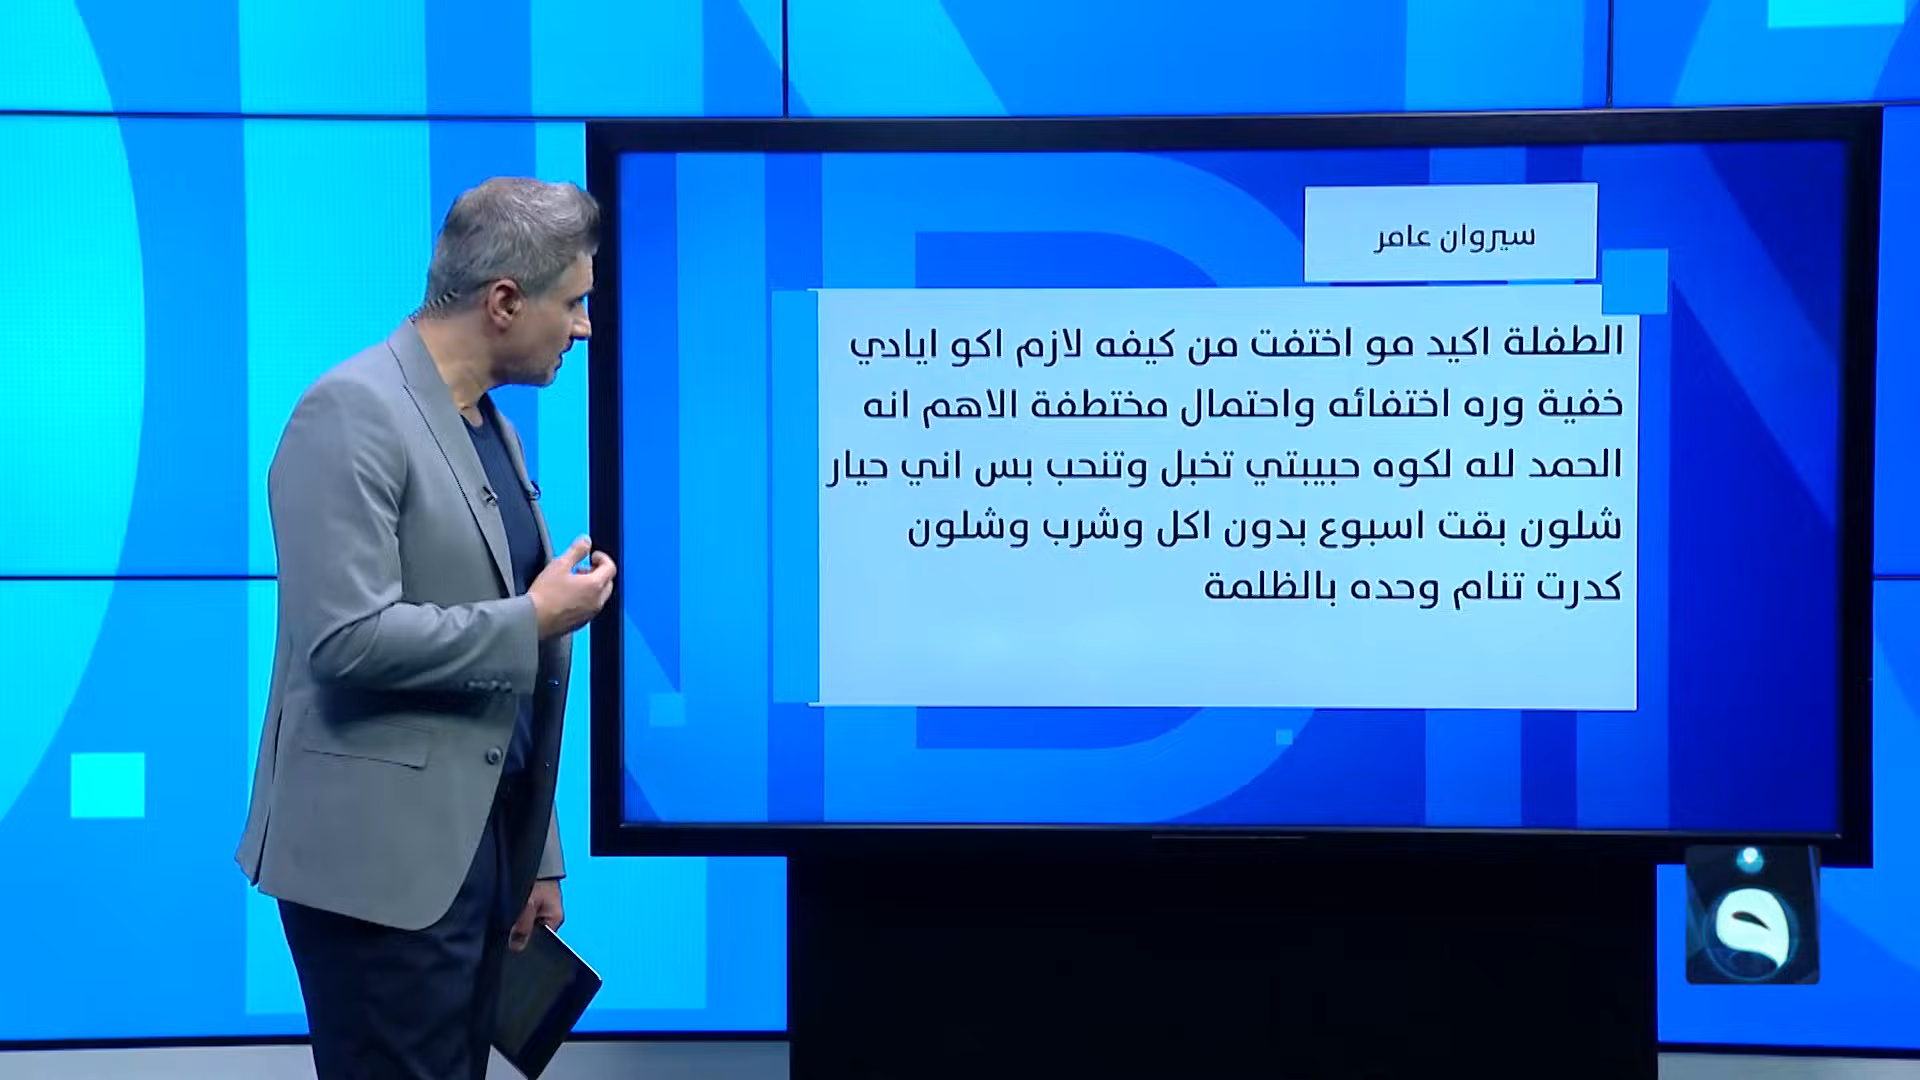 سيروان عامر
الطفلة اكيد مو اختفت من كيفه لازم اكو ايادي
خفية وره اختفائه واحتمال مختطفة الاهم انه
الحمد لله لكوه حبيبتي تخبل وتنحب بس اني حيار
شلون بقت اسبوع بدون اكل وشرب وشلون
كدرت تنام وحده بالظلمة